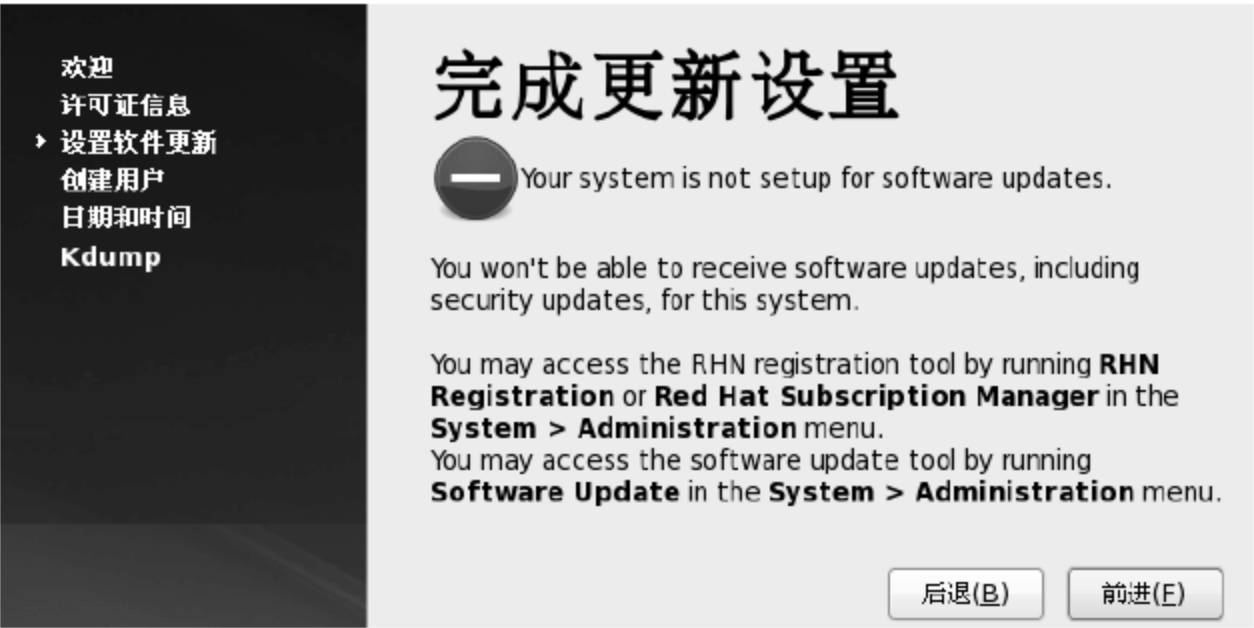 欢迎
许可证信息
设置软件更新
创建用户
日期和时间
Kdump
完成更新设置
Your system is not setup for software updates.
You won't be able to receive software updates, including
security updates, for this system.
You may access the RHN registration tool by running RHN
Registration or Red Hat Subscription Manager in the
System > Administration menu.
You may access the software update tool by running
Software Update in the System > Administration menu.
后退(B)
前进(F)